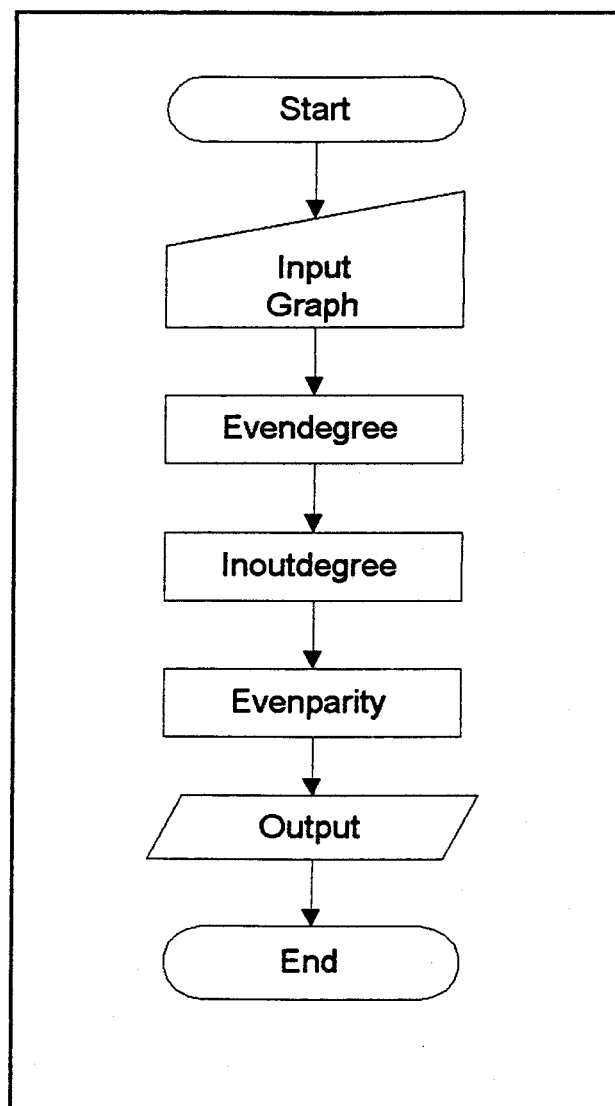 Start
Input
Graph
Evendegree
Inoutdegree
Evenparity
Output
End